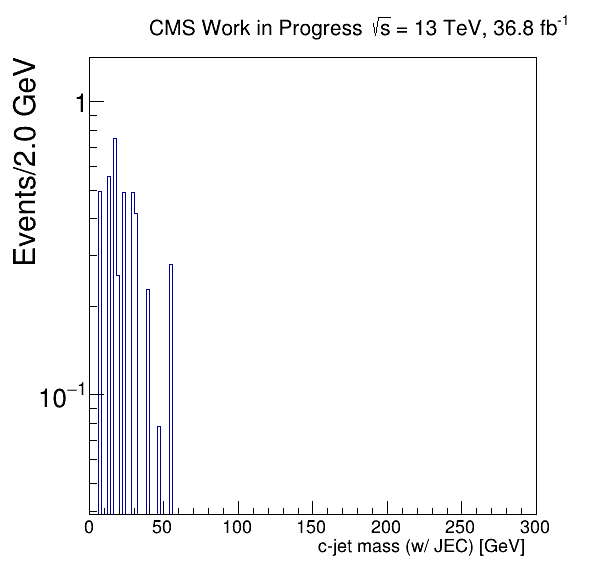 CMS Work in Progress √s = 13 TeV, 36.8 fb⁻¹
Events/2.0 GeV
1
10⁻¹
0 50 100 150 200 250 300
c-jet mass (w/ JEC) [GeV]